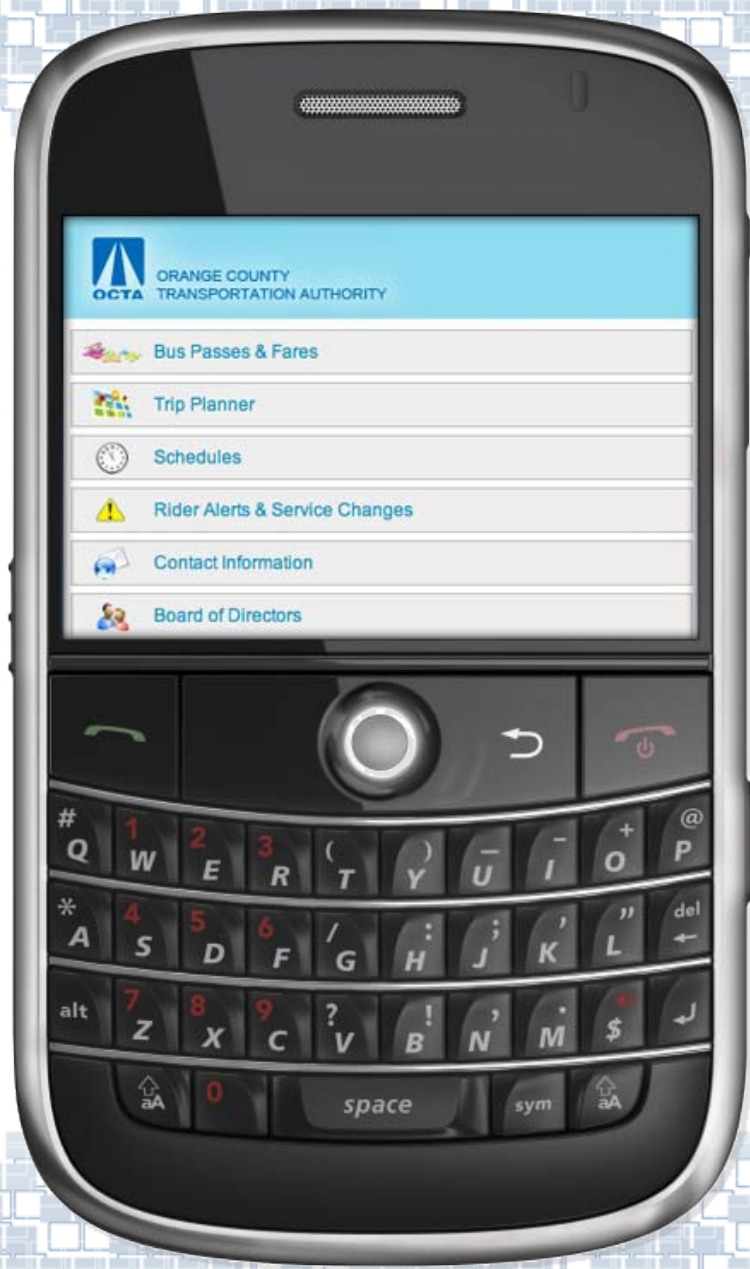 OCTA
ORANGE COUNTY
TRANSPORTATION AUTHORITY
Bus Passes & Fares
Trip Planner
Schedules
Rider Alerts & Service Changes
Contact Information
Board of Directors
# 1 2 3 ( ) _ - + @
Q W E R T Y U I O P
* 4 5 6 / : ; ' " del
A S D F G H J K L
alt 7 8 9 ? ! , .
Z X C V B N M $
aA 0 space sym aA